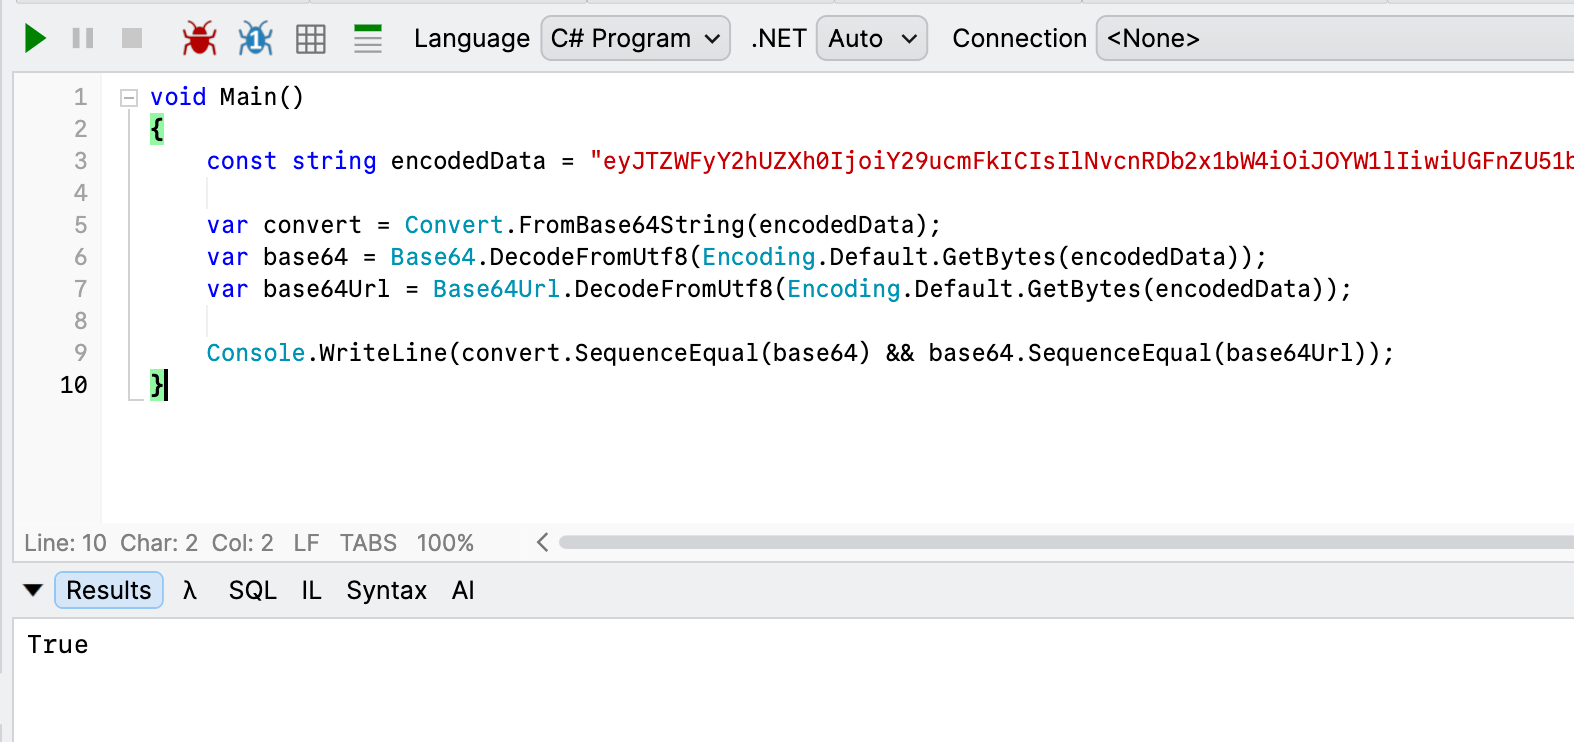 Language C# Program .NET Auto Connection <None>
1 void Main()
2 {
3 const string encodedData = "eyJTZWFyY2hUZXh0IjoiY29ucmFkICIsIlNvcnRDb2x1bW4iOiJOYW1lIiwiUGFnZU51b
4
5 var convert = Convert.FromBase64String(encodedData);
6 var base64 = Base64.DecodeFromUtf8(Encoding.Default.GetBytes(encodedData));
7 var base64Url = Base64Url.DecodeFromUtf8(Encoding.Default.GetBytes(encodedData));
8
9 Console.WriteLine(convert.SequenceEqual(base64) && base64.SequenceEqual(base64Url));
10 }
Line: 10 Char: 2 Col: 2 LF TABS 100%
Results λ SQL IL Syntax AI
True